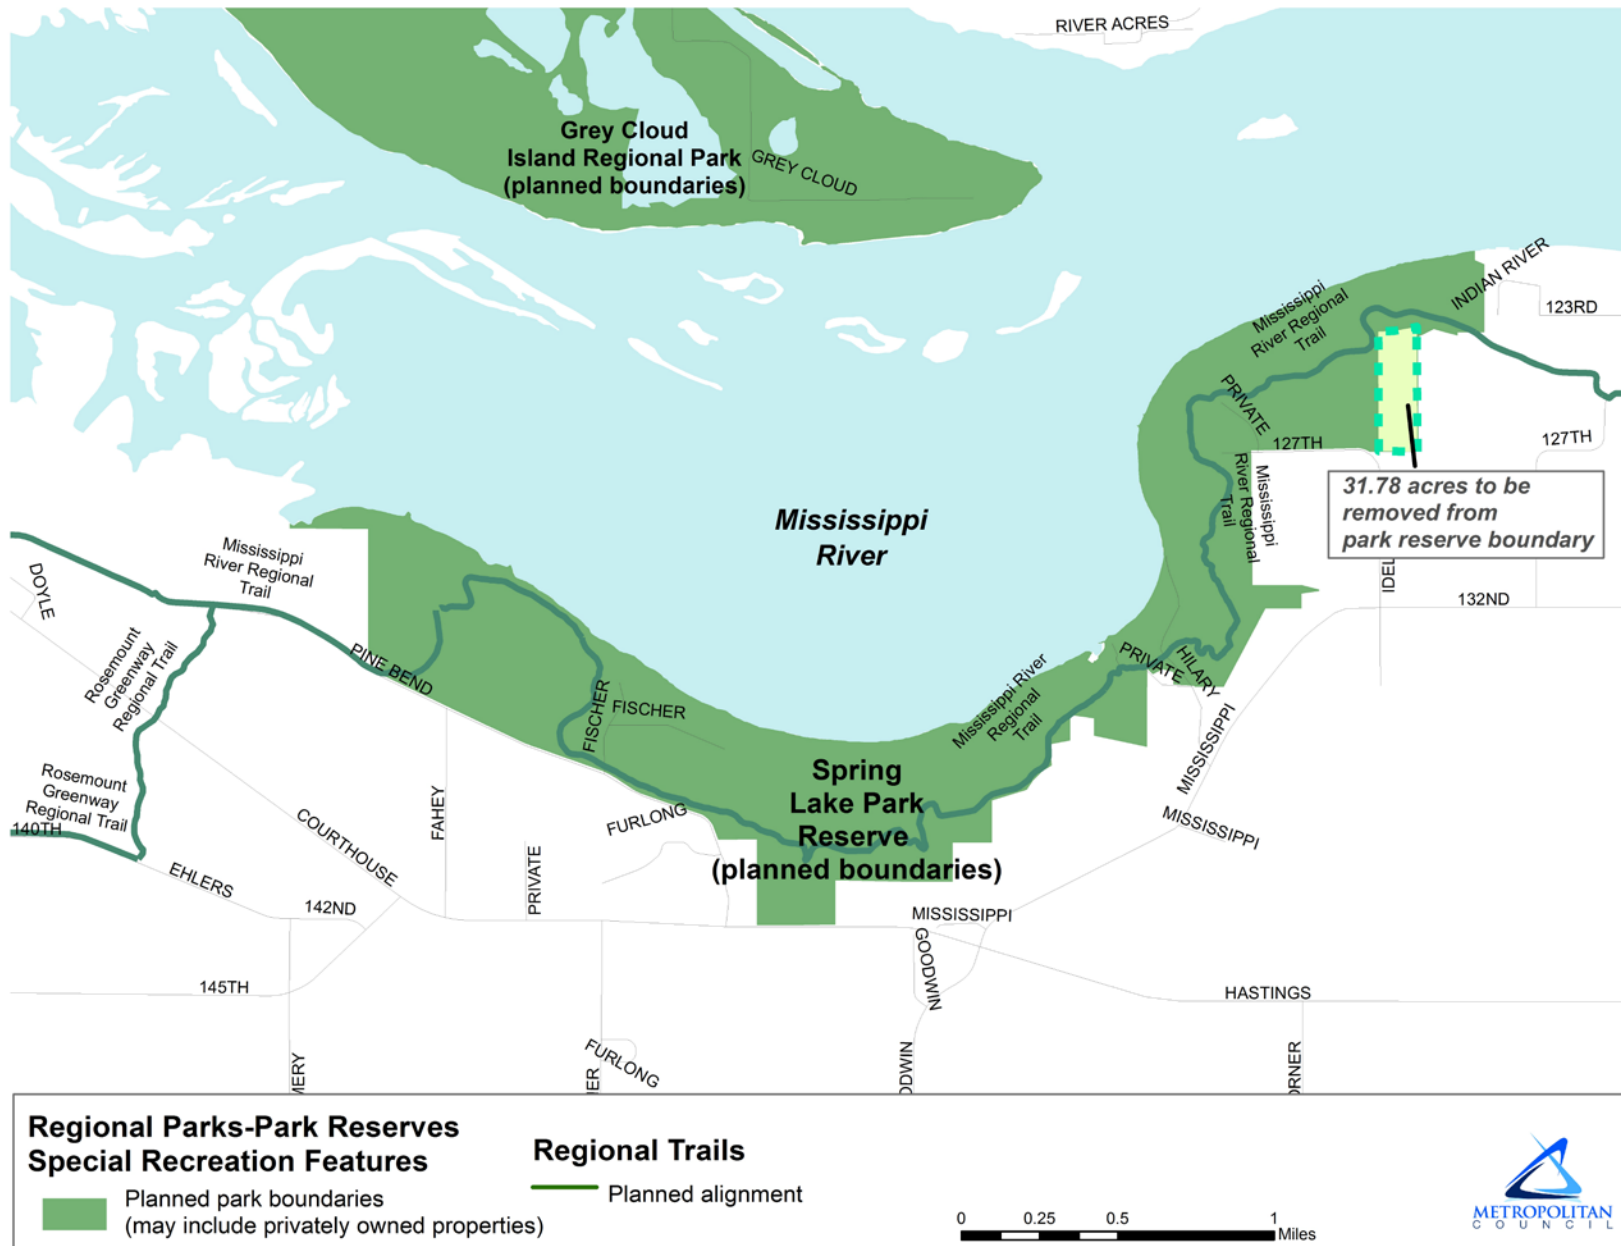 RIVER ACRES
Grey Cloud
Island Regional Park
(planned boundaries)
GREY CLOUD
INDIAN RIVER
123RD
Mississippi
River Regional
Trail
PRIVATE
127TH
127TH
Mississippi
River Regional
Trail
31.78 acres to be
removed from
park reserve boundary
IDEL
132ND
Mississippi
River
Mississippi
River Regional
Trail
DOYLE
Rosemount
Greenway
Regional Trail
PINE BEND
FISCHER
FISCHER
Mississippi River
Regional
Trail
PRIVATE
HILARY
MISSISSIPPI
MISSISSIPPI
Spring
Lake Park
Reserve
(planned boundaries)
Rosemount
Greenway
Regional Trail
140TH
EHLERS
COURTHOUSE
FAHEY
PRIVATE
FURLONG
142ND
MISSISSIPPI
GOODWIN
145TH
HASTINGS
MERY
HER
FURLONG
ODWIN
ORNER
Regional Parks-Park Reserves
Special Recreation Features
Planned park boundaries
(may include privately owned properties)
Regional Trails
Planned alignment
0 0.25 0.5 1
Miles
METROPOLITAN
COUNCIL